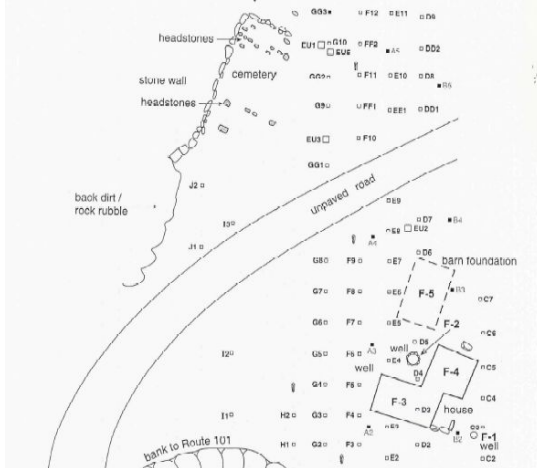 GG3 F12 E11 D9
headstones EU1 G10 FF2 DD2
EU5 A5
stone wall cemetery GG2 F11 E10 D8
B5
headstones G9 FF1 EE1 DD1
EU3 F10
GG1
J2
back dirt /
rock rubble
unpaved road
E9
I3 D7 B4
E8 EU2
J1 A4
D6
G8 F9 E7 barn foundation
G7 F8 E6 F-5 B3
C7
G6 F7 E5 F-2
C6
well D5
I2 G5 F6 A3
E4
well F-4 C5
D4
G4 F5
F-3 C4
house
I1 H2 G3 F4 D3
A2 E3 B2 F-1
well
bank to Route 101 H1 G2 F3 D2
E2 C2